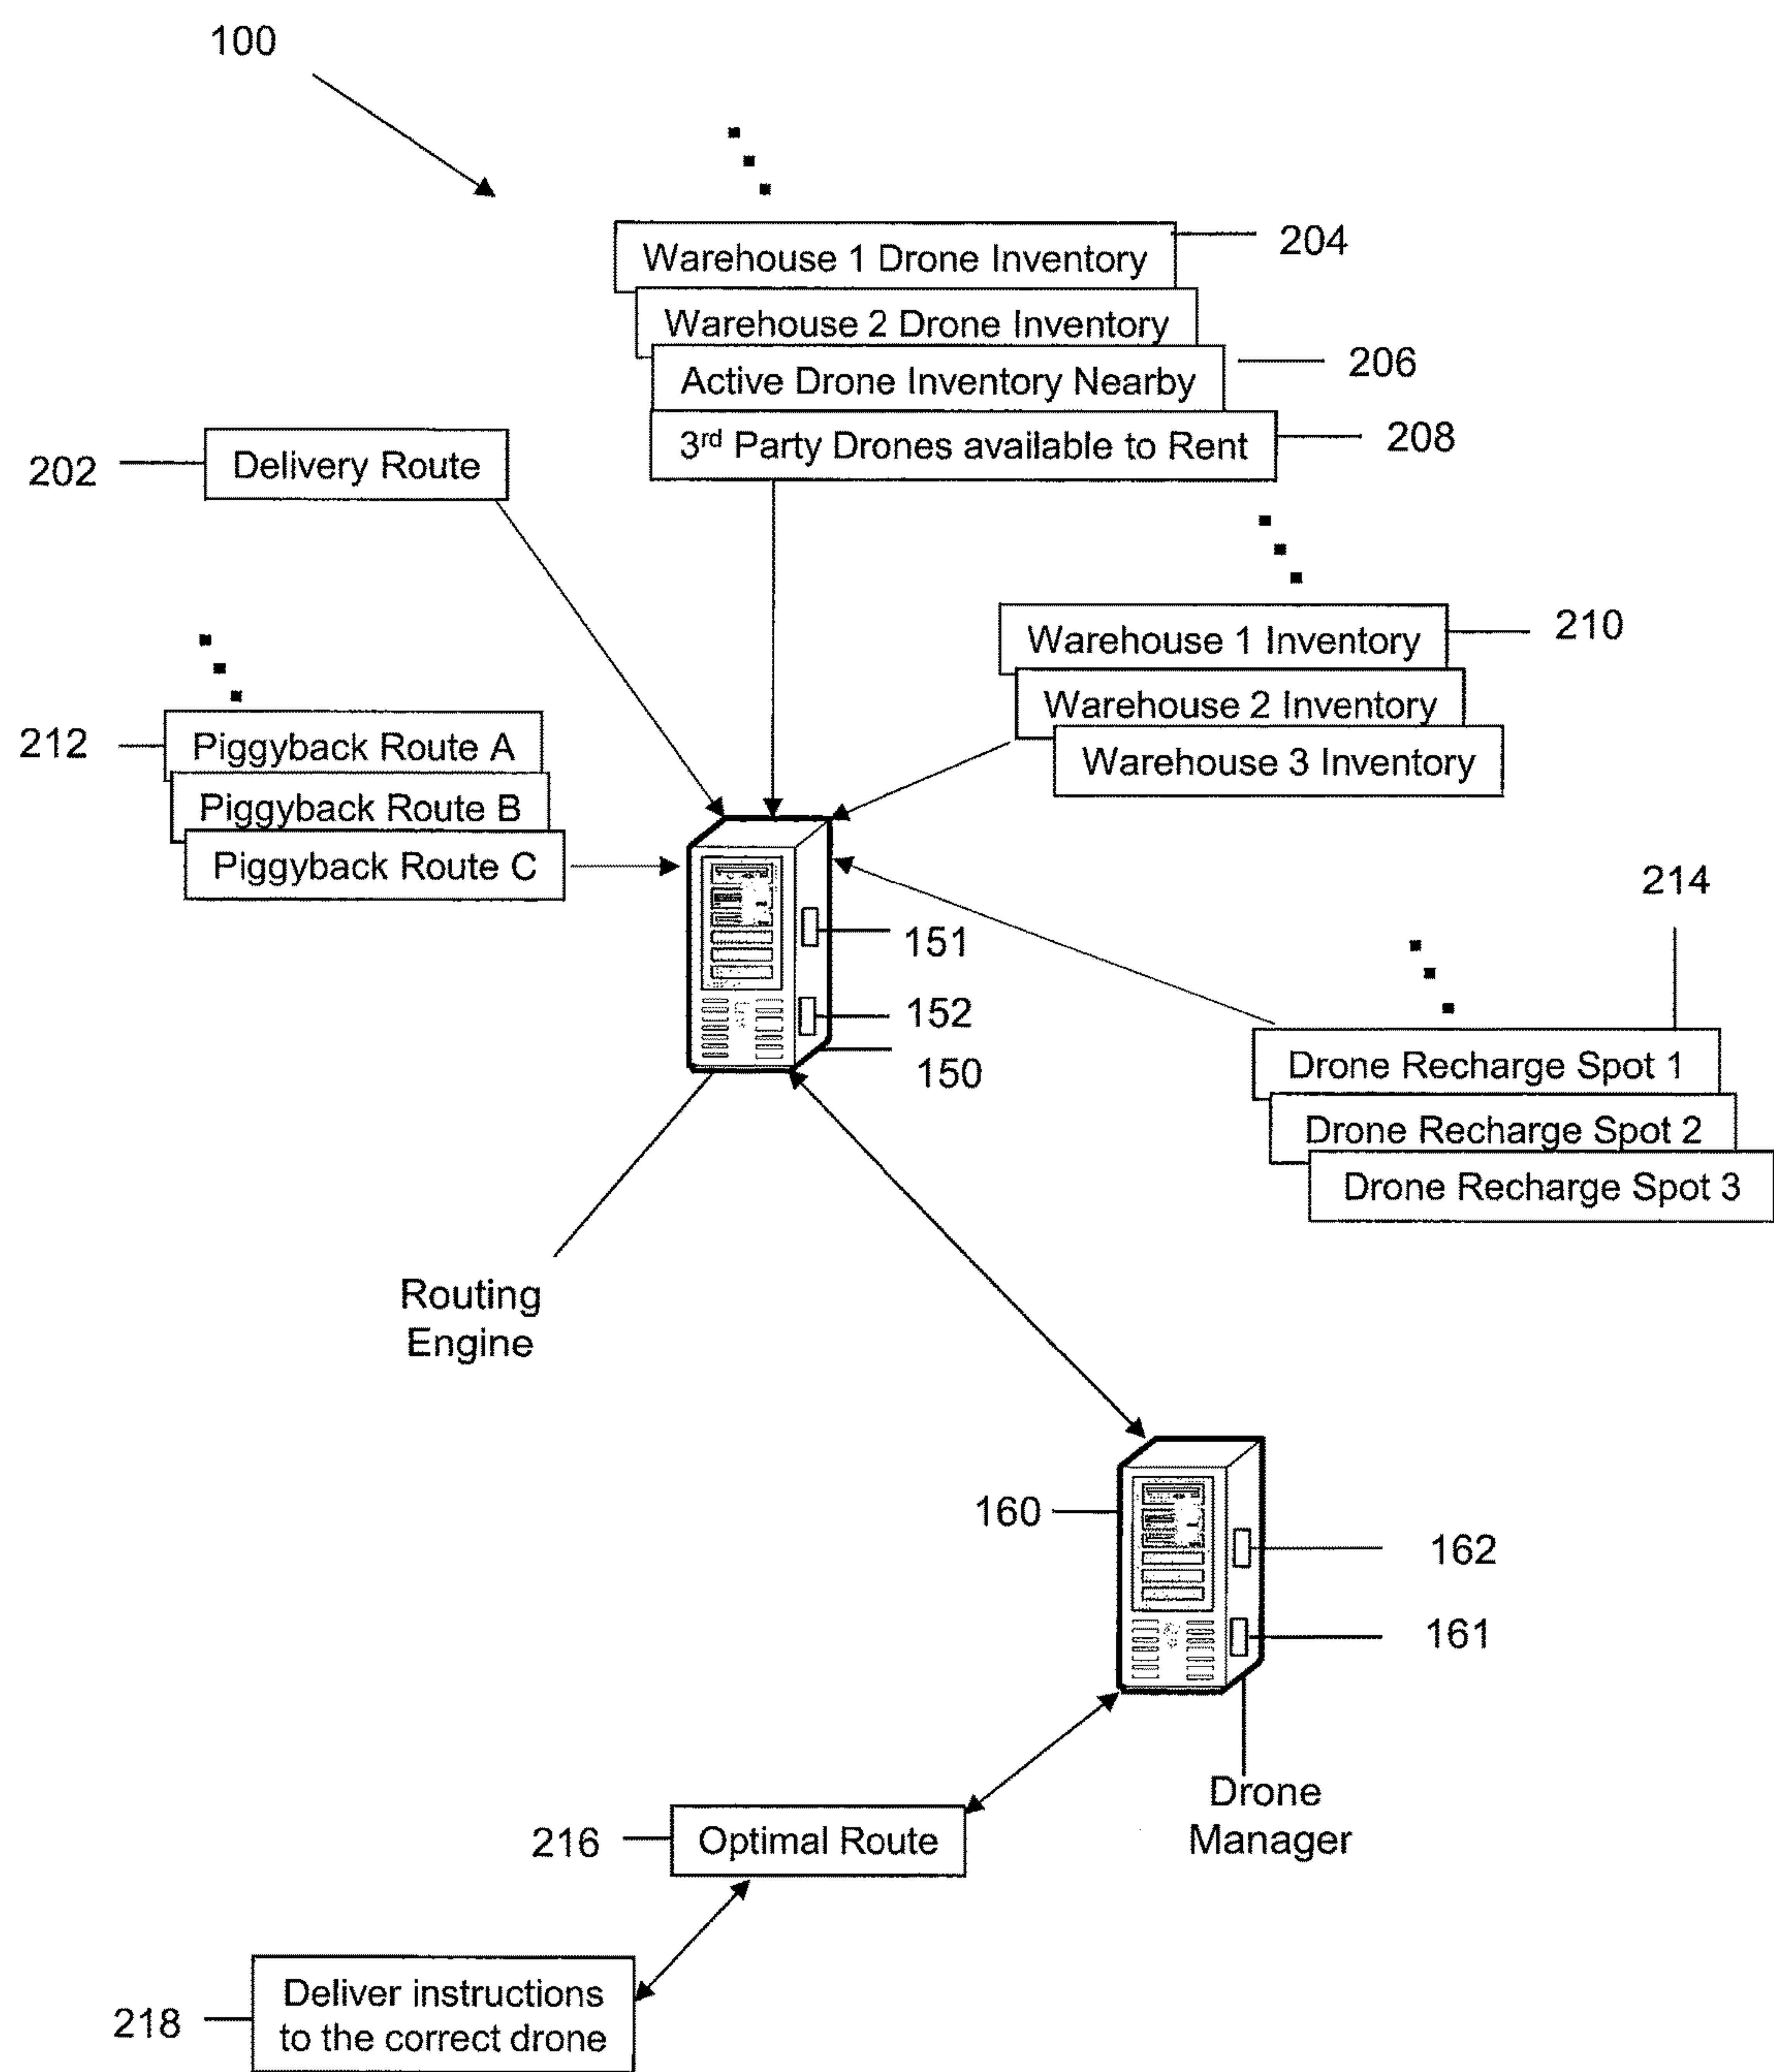 100
Warehouse 1 Drone Inventory
204
Warehouse 2 Drone Inventory
Active Drone Inventory Nearby
206
3rd Party Drones available to Rent
208
202
Delivery Route
Warehouse 1 Inventory
210
Warehouse 2 Inventory
Warehouse 3 Inventory
212
Piggyback Route A
Piggyback Route B
Piggyback Route C
214
151
152
150
Drone Recharge Spot 1
Drone Recharge Spot 2
Drone Recharge Spot 3
Routing
Engine
160
162
161
Drone
Manager
216
Optimal Route
218
Deliver instructions
to the correct drone